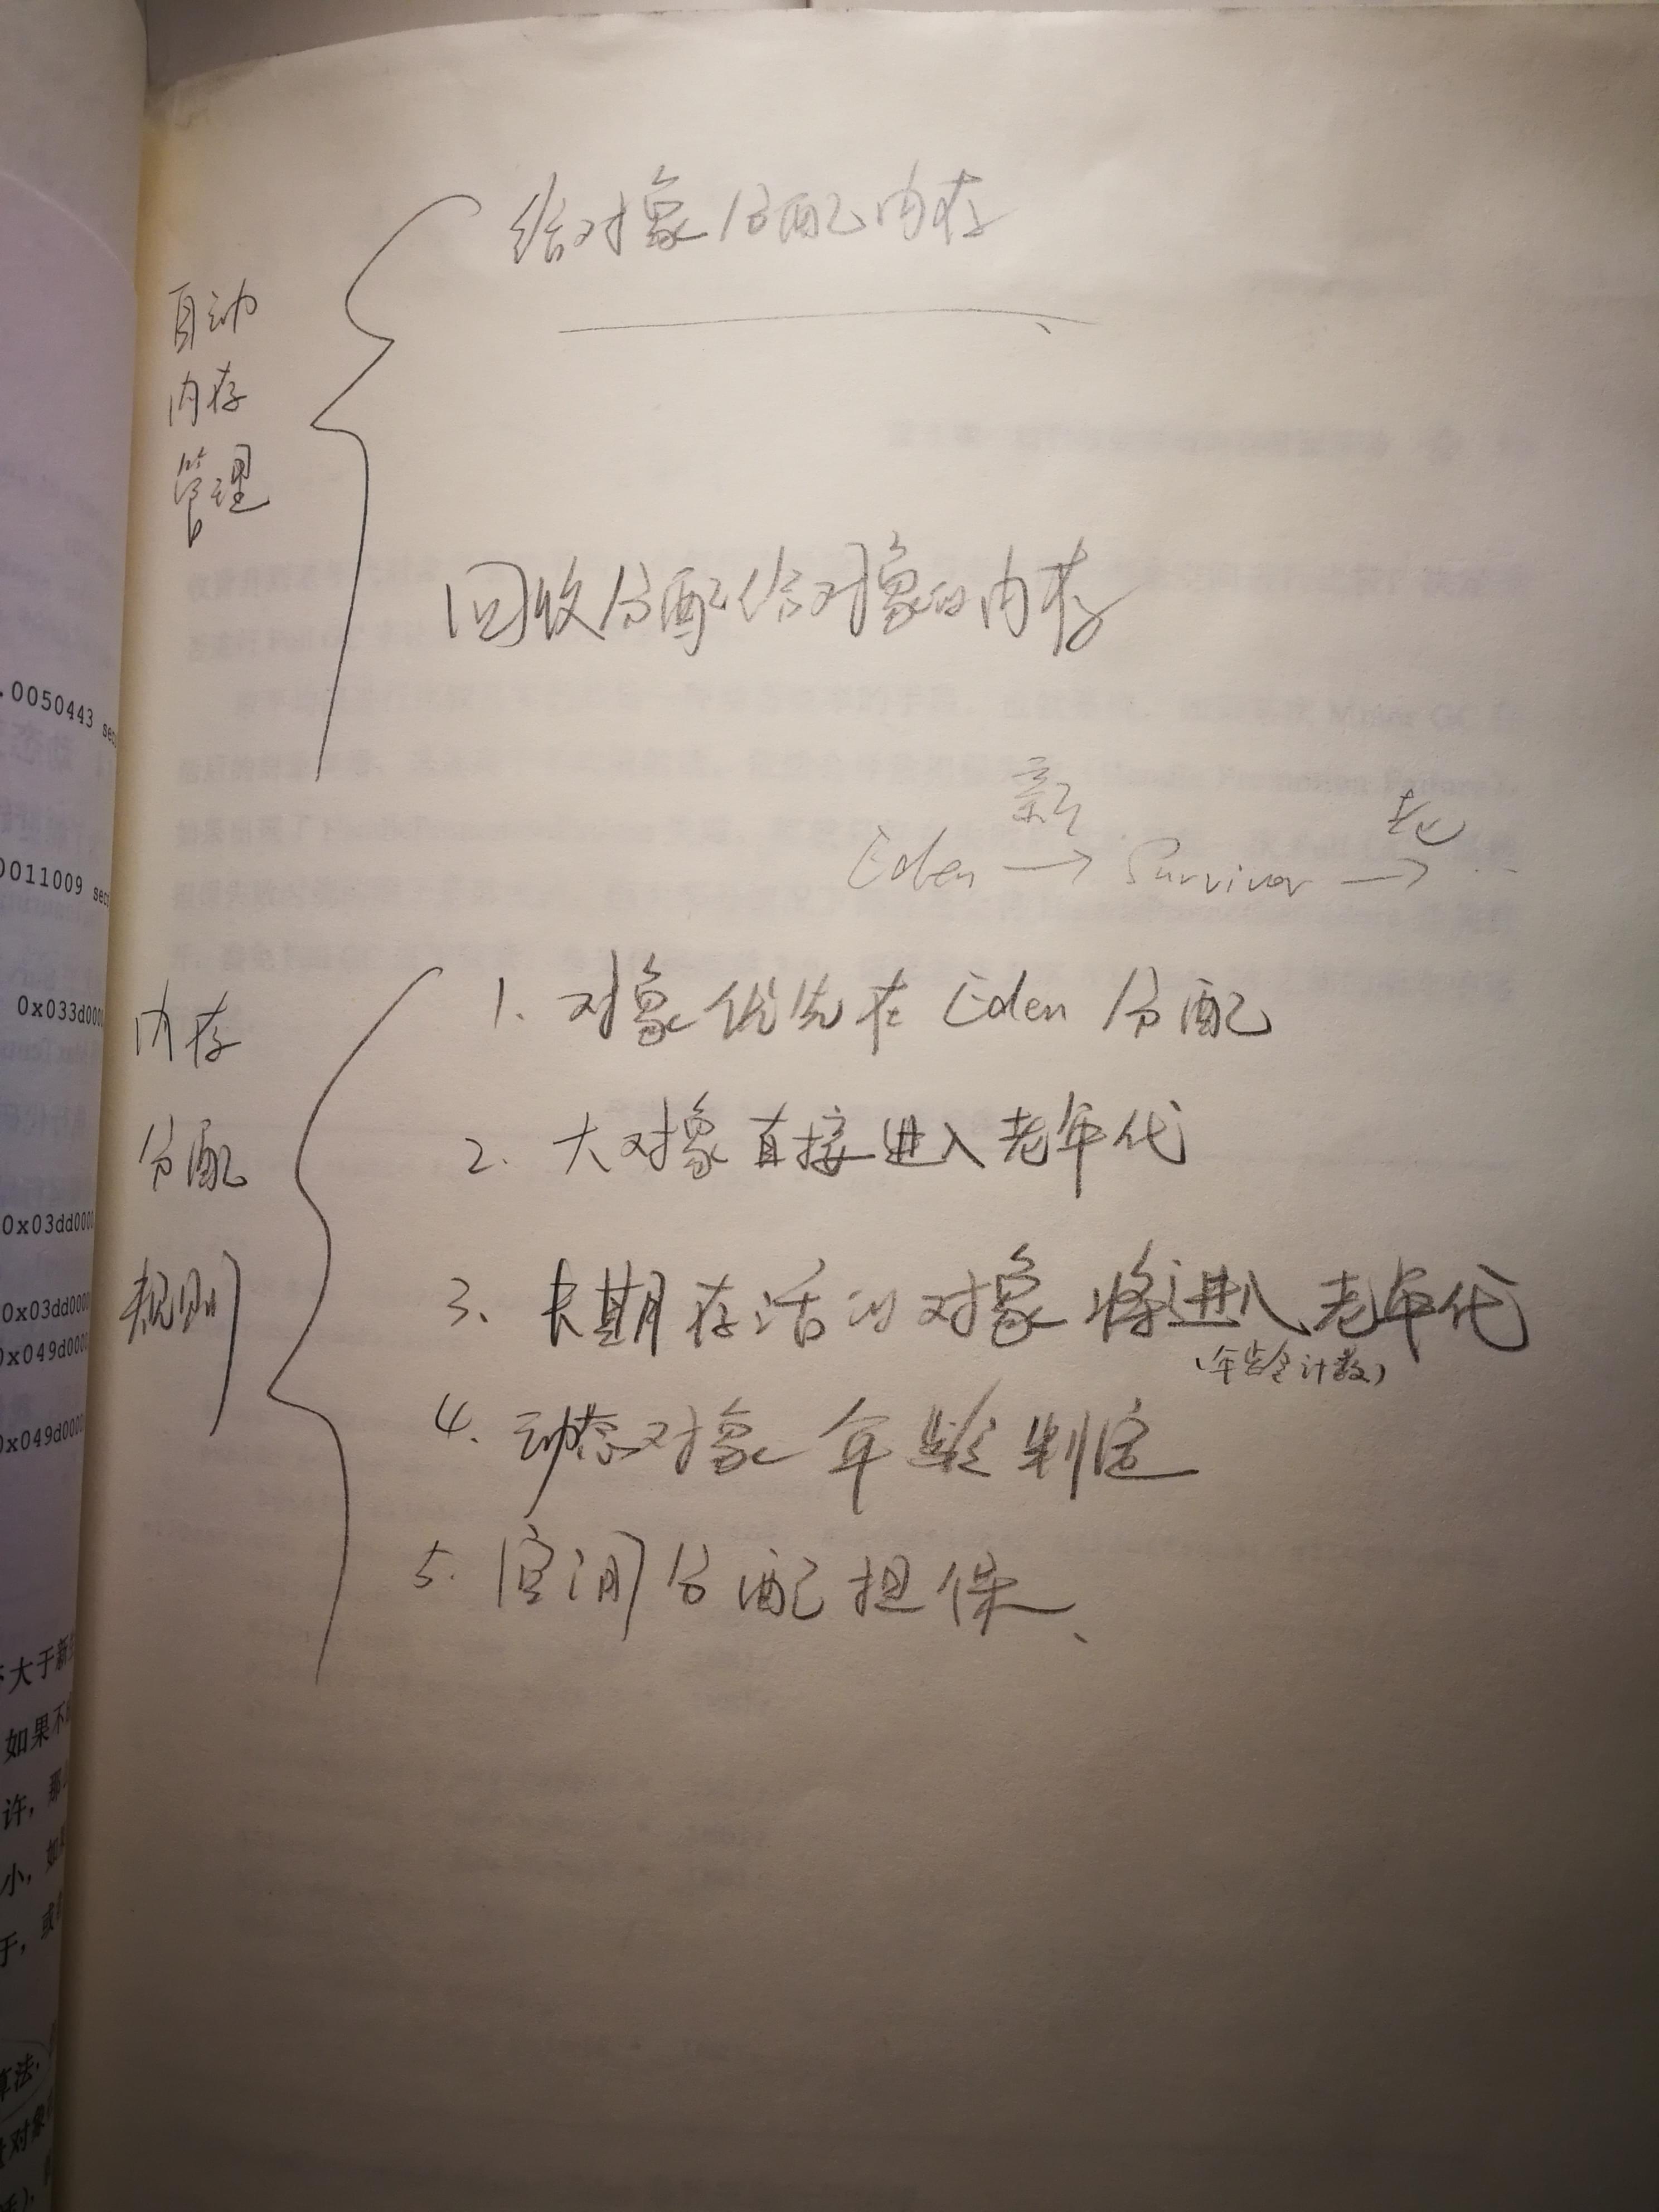 给对象分配内存
自动
内存
管理
回收分配给对象的内存
新 老
Eden → Survivor → ..
内存
分配
规则
1. 对象优先在 Eden 分配
2. 大对象直接进入老年代
3. 长期存活的对象将进入老年代
(年龄计数)
4. 动态对象年龄判定
5. 空间分配担保、
.0050443 sec
0011009 sec
0x033d000
0x03dd000
0x03dd000
0x049d000
0x049d000
大于新
如果不
许，那
小，如
于，或
算法，
对象